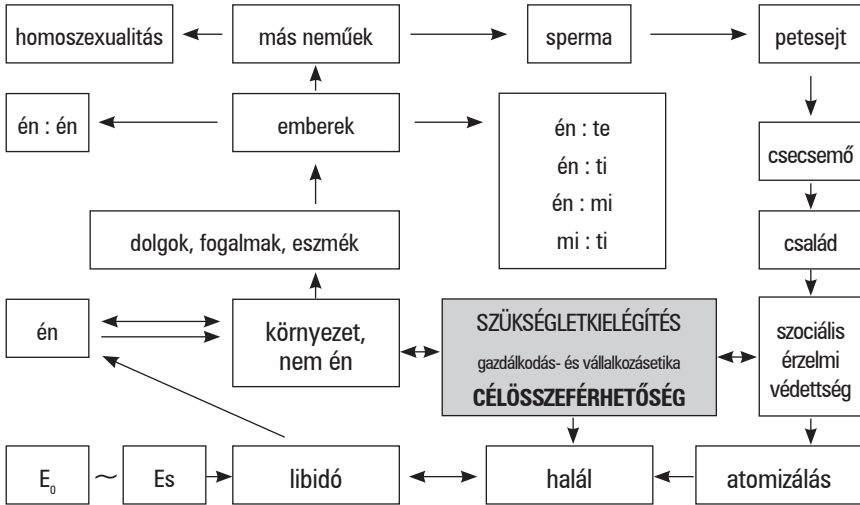 homoszexualitás
más neműek
sperma
petesejt
én : én
emberek
én : te
én : ti
én : mi
mi : ti
csecsemő
dolgok, fogalmak, eszmék
család
én
környezet,
nem én
SZÜKSÉGLETKIELÉGÍTÉS
gazdálkodás- és vállalkozásetika
CÉLÖSSZEFÉRHETŐSÉG
szociális
érzelmi
védettség
E₀ ~ Es
libidó
halál
atomizálás